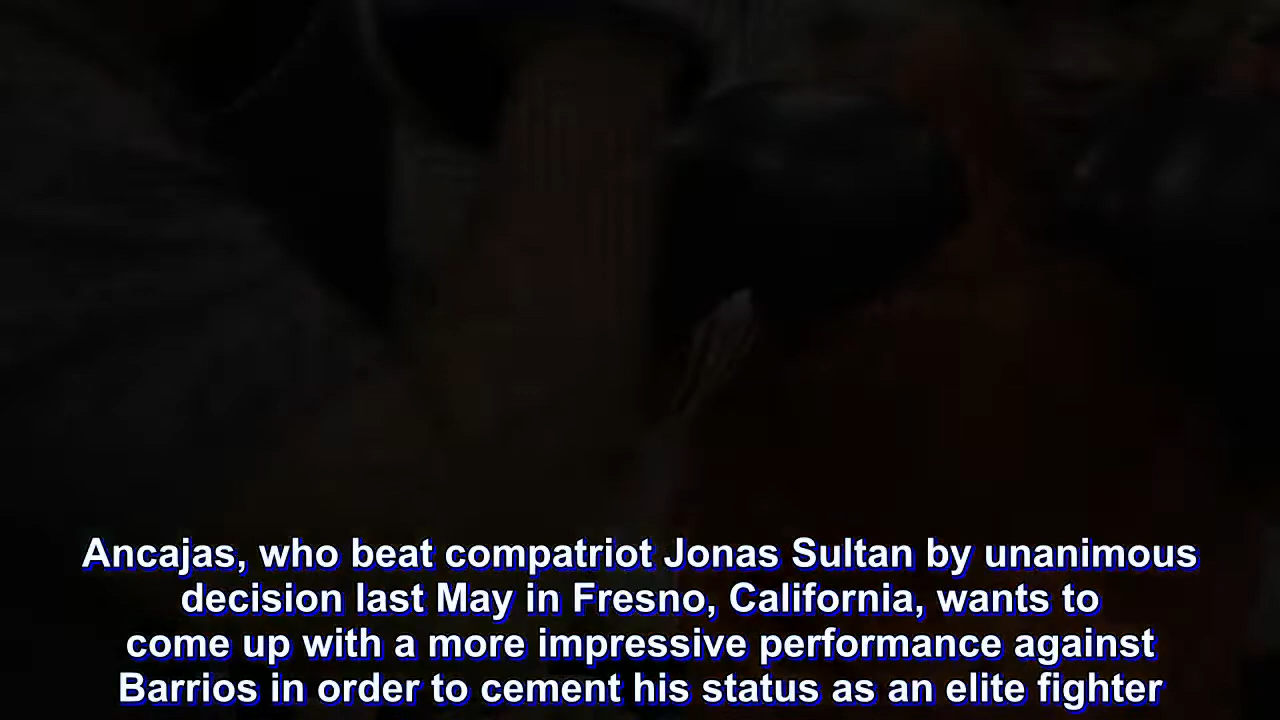 Ancajas, who beat compatriot Jonas Sultan by unanimous
decision last May in Fresno, California, wants to
come up with a more impressive performance against
Barrios in order to cement his status as an elite fighter